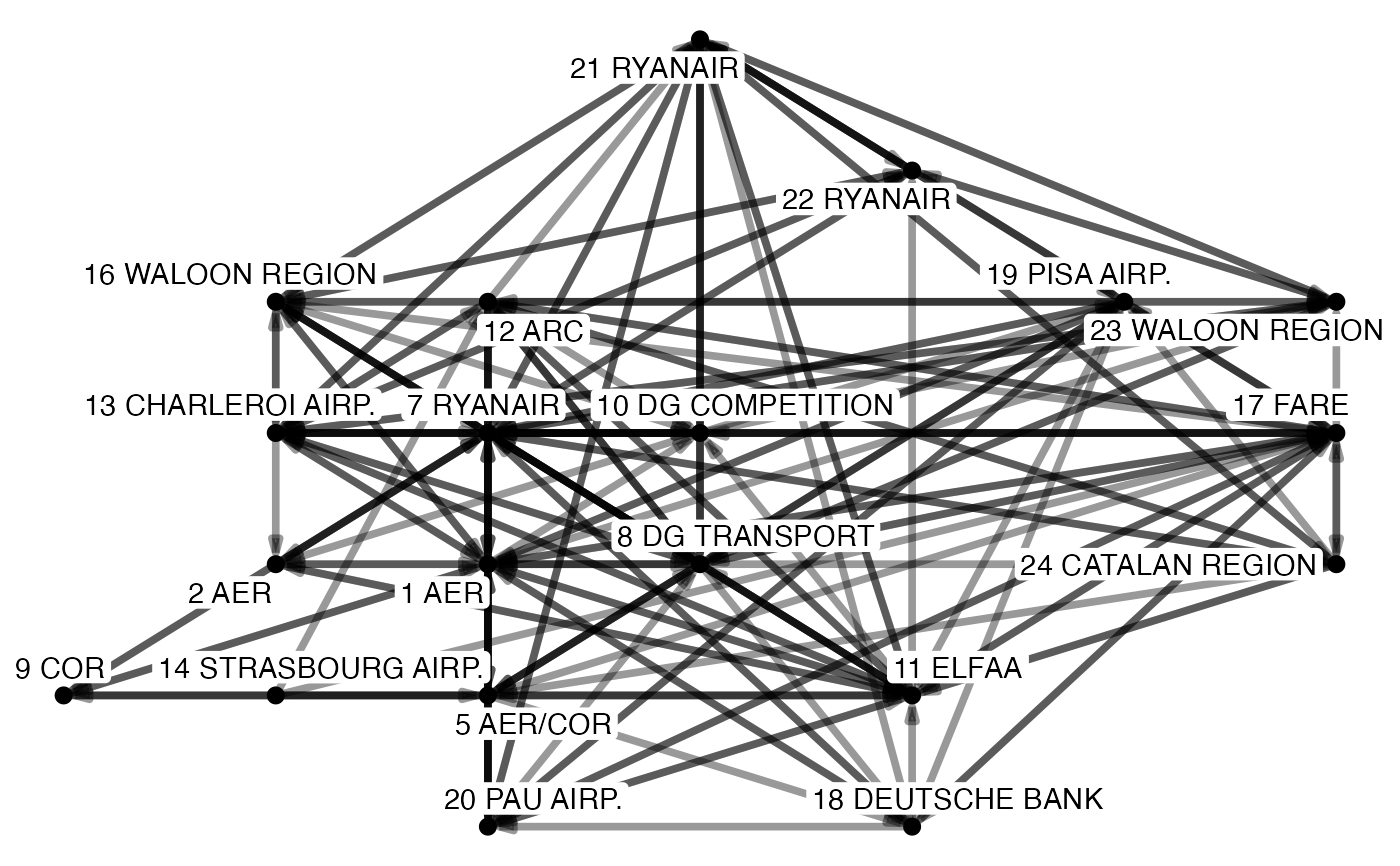 21 RYANAIR
22 RYANAIR
16 WALOON REGION
19 PISA AIRP.
12 ARC
23 WALOON REGION
13 CHARLEROI AIRP.
7 RYANAIR
10 DG COMPETITION
17 FARE
8 DG TRANSPORT
24 CATALAN REGION
2 AER
1 AER
9 COR
14 STRASBOURG AIRP.
11 ELFAA
5 AER/COR
20 PAU AIRP.
18 DEUTSCHE BANK